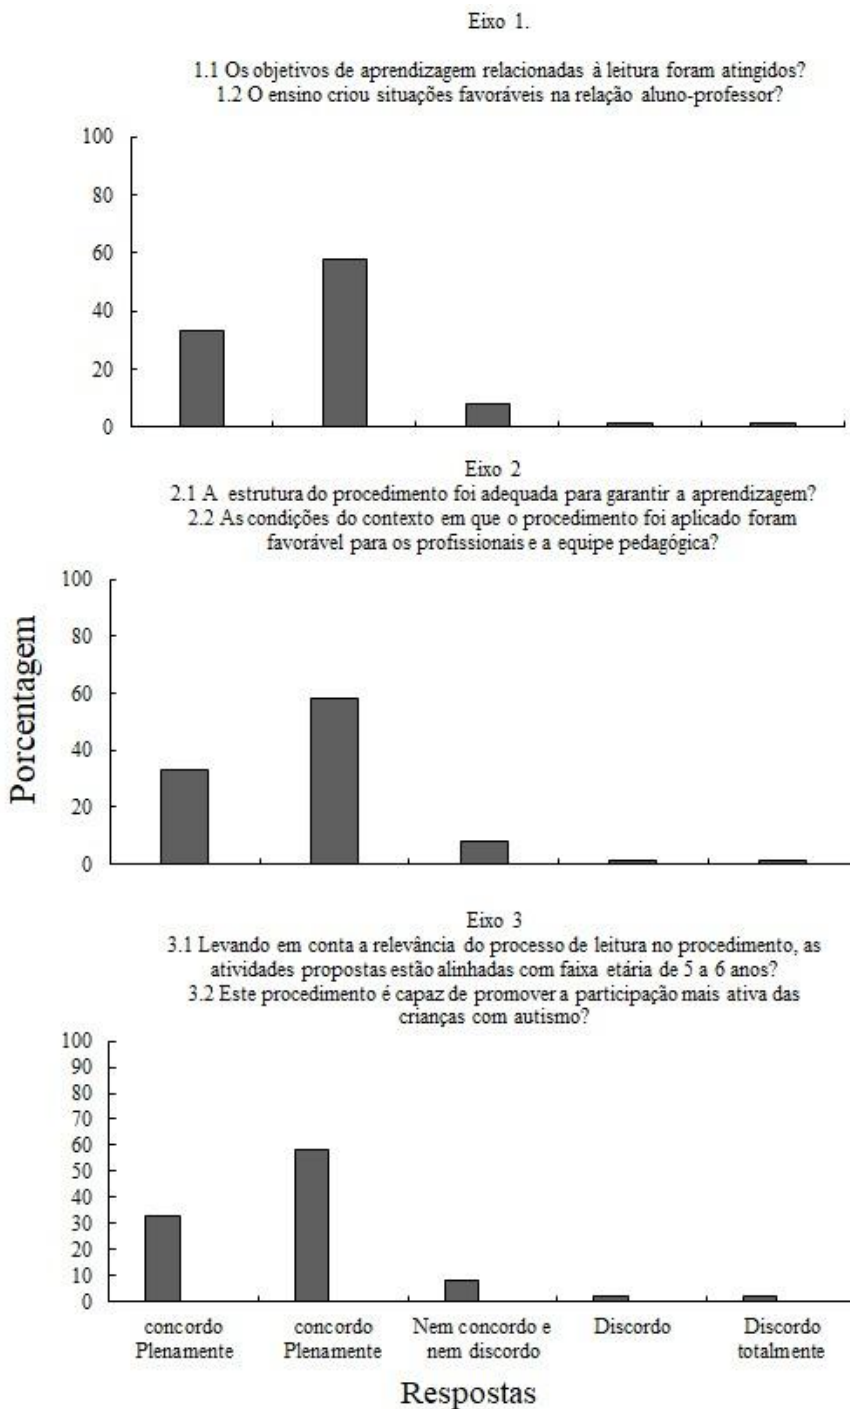 Eixo 1.
1.1 Os objetivos de aprendizagem relacionadas à leitura foram atingidos?
1.2 O ensino criou situações favoráveis na relação aluno-professor?
100
80
60
40
20
0
Eixo 2
2.1 A estrutura do procedimento foi adequada para garantir a aprendizagem?
2.2 As condições do contexto em que o procedimento foi aplicado foram
favorável para os profissionais e a equipe pedagógica?
Porcentagem
100
80
60
40
20
0
Eixo 3
3.1 Levando em conta a relevância do processo de leitura no procedimento, as
atividades propostas estão alinhadas com faixa etária de 5 a 6 anos?
3.2 Este procedimento é capaz de promover a participação mais ativa das
crianças com autismo?
100
90
80
70
60
50
40
30
20
10
0
concordo Plenamente
concordo Plenamente
Nem concordo e nem discordo
Discordo
Discordo totalmente
Respostas